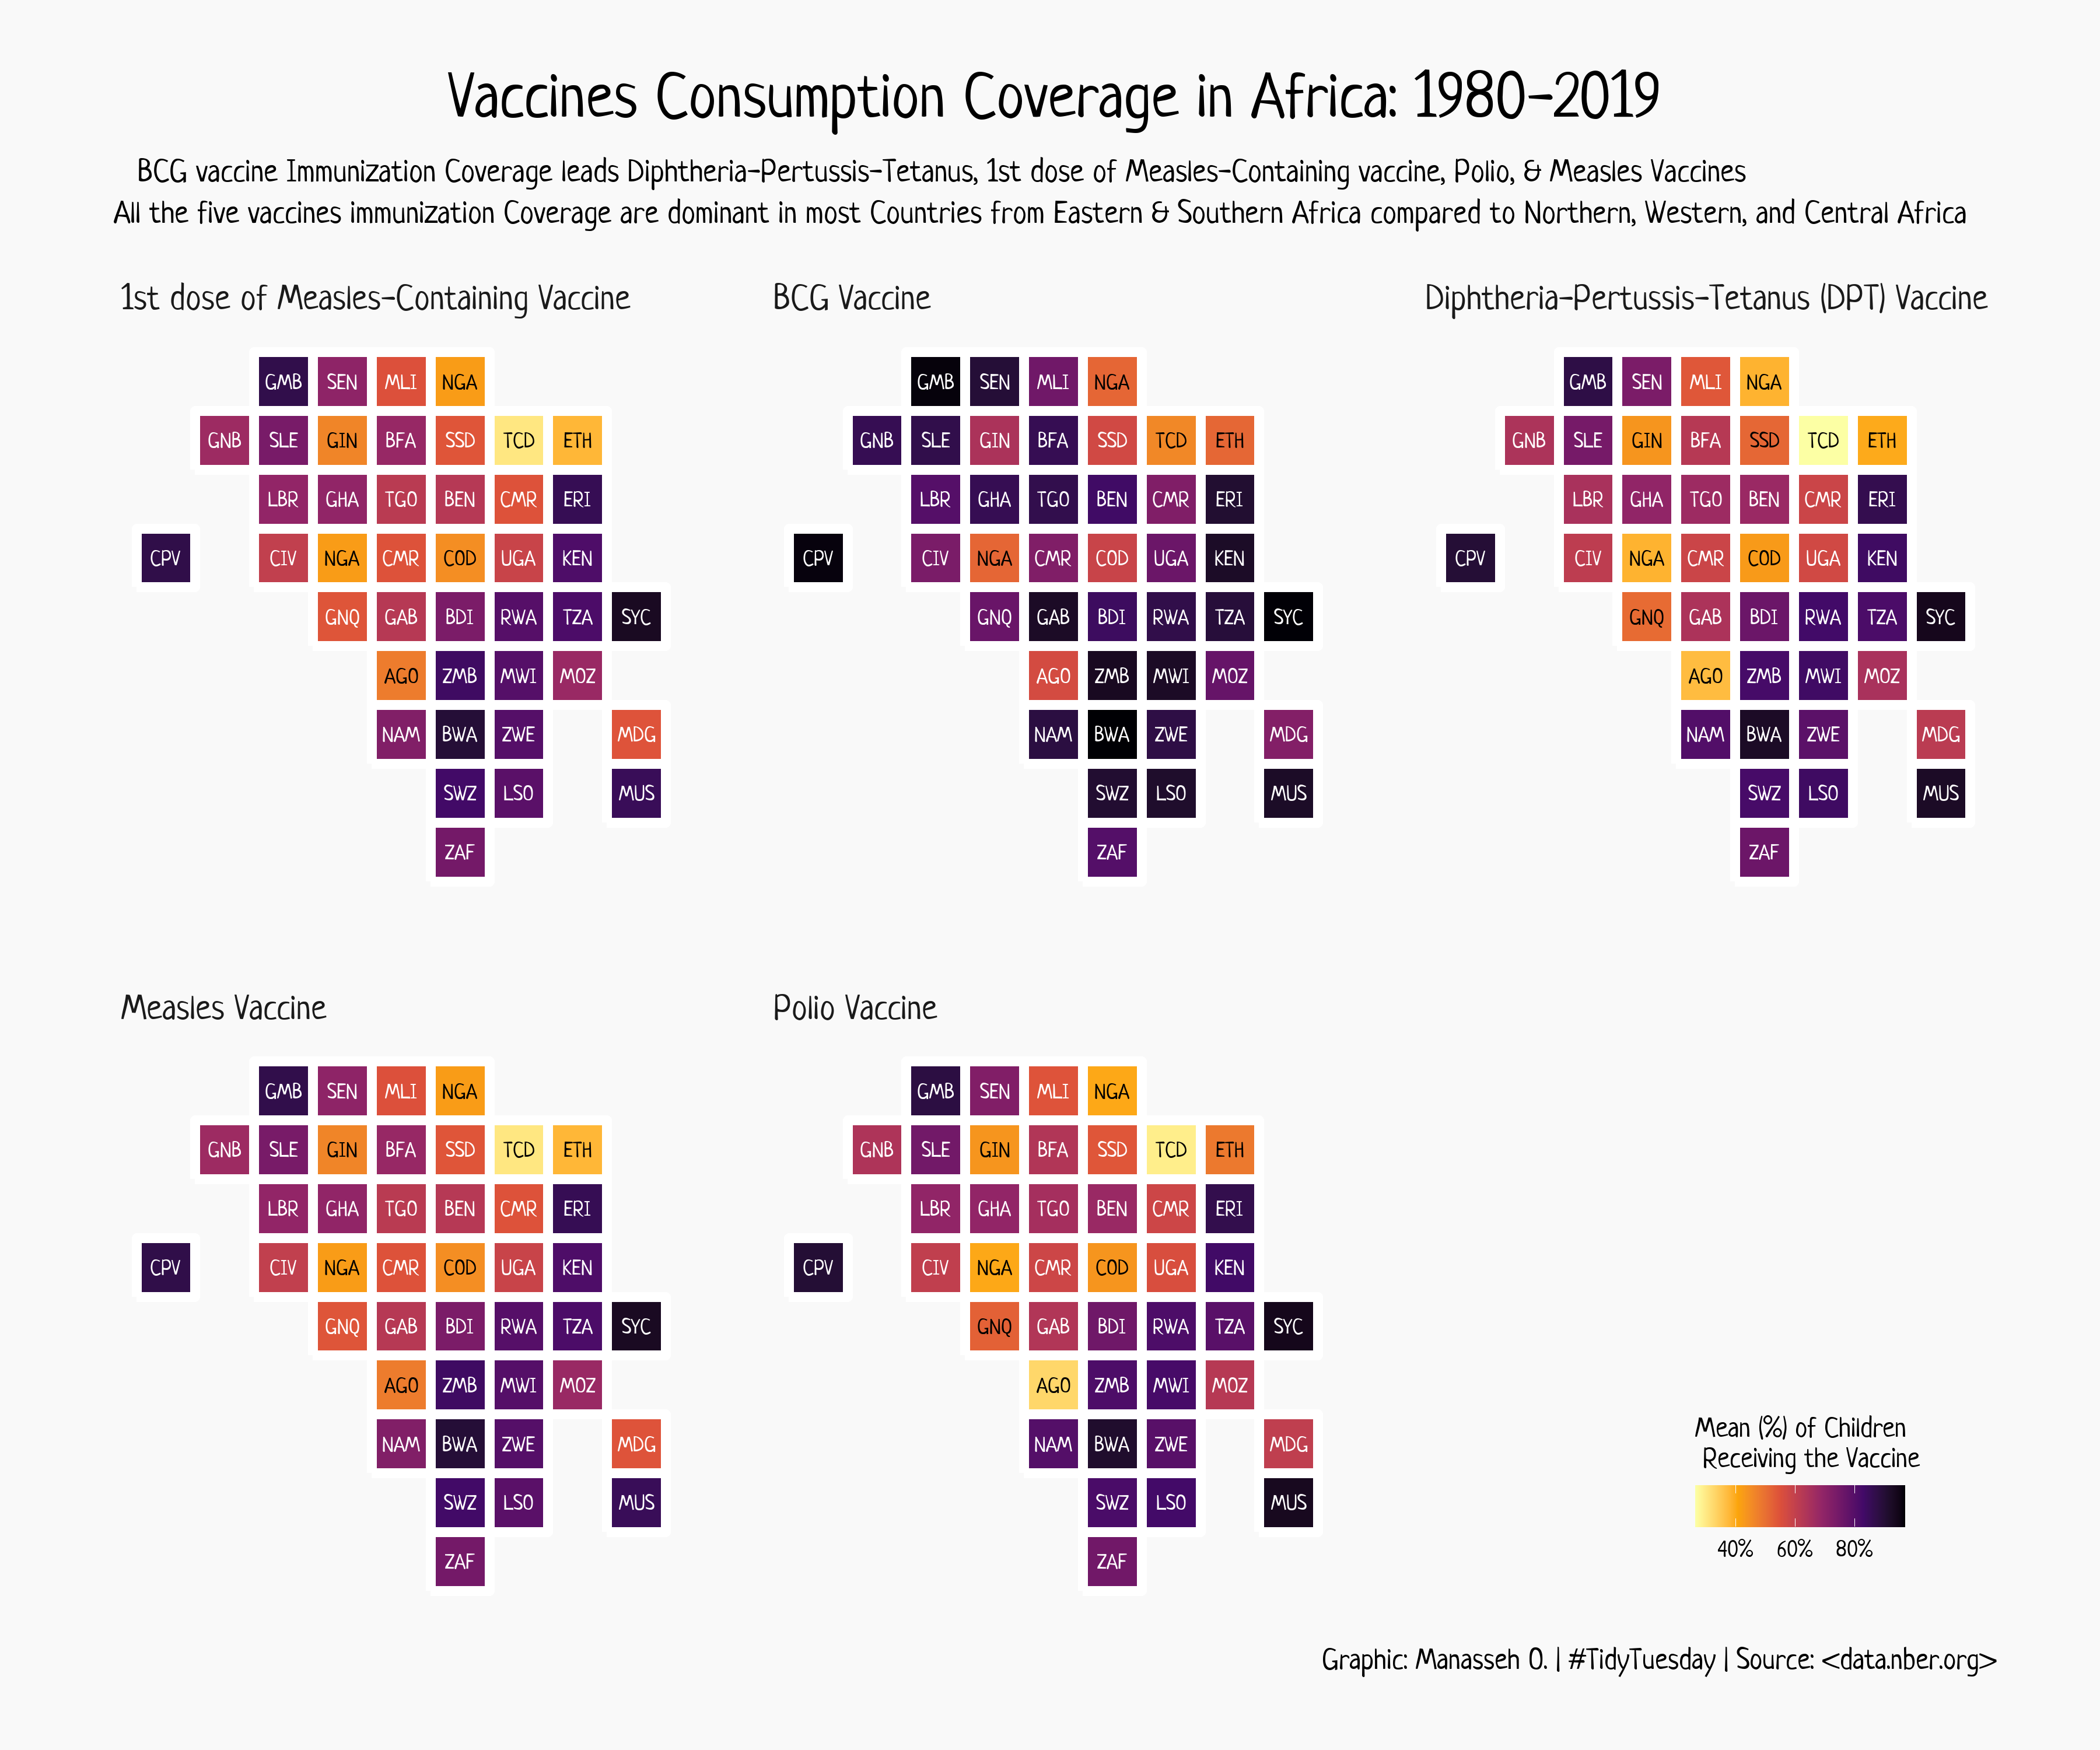 Vaccines Consumption Coverage in Africa: 1980-2019
BCG vaccine Immunization Coverage leads Diphtheria-Pertussis-Tetanus, 1st dose of Measles-Containing vaccine, Polio, & Measles Vaccines
All the five vaccines immunization Coverage are dominant in most Countries from Eastern & Southern Africa compared to Northern, Western, and Central Africa
1st dose of Measles-Containing Vaccine
GMB SEN MLI NGA
GNB SLE GIN BFA SSD TCD ETH
LBR GHA TGO BEN CMR ERI
CPV CIV NGA CMR COD UGA KEN
GNQ GAB BDI RWA TZA SYC
AGO ZMB MWI MOZ
NAM BWA ZWE MDG
SWZ LSO MUS
ZAF
BCG Vaccine
GMB SEN MLI NGA
GNB SLE GIN BFA SSD TCD ETH
LBR GHA TGO BEN CMR ERI
CPV CIV NGA CMR COD UGA KEN
GNQ GAB BDI RWA TZA SYC
AGO ZMB MWI MOZ
NAM BWA ZWE MDG
SWZ LSO MUS
ZAF
Diphtheria-Pertussis-Tetanus (DPT) Vaccine
GMB SEN MLI NGA
GNB SLE GIN BFA SSD TCD ETH
LBR GHA TGO BEN CMR ERI
CPV CIV NGA CMR COD UGA KEN
GNQ GAB BDI RWA TZA SYC
AGO ZMB MWI MOZ
NAM BWA ZWE MDG
SWZ LSO MUS
ZAF
Measles Vaccine
GMB SEN MLI NGA
GNB SLE GIN BFA SSD TCD ETH
LBR GHA TGO BEN CMR ERI
CPV CIV NGA CMR COD UGA KEN
GNQ GAB BDI RWA TZA SYC
AGO ZMB MWI MOZ
NAM BWA ZWE MDG
SWZ LSO MUS
ZAF
Polio Vaccine
GMB SEN MLI NGA
GNB SLE GIN BFA SSD TCD ETH
LBR GHA TGO BEN CMR ERI
CPV CIV NGA CMR COD UGA KEN
GNQ GAB BDI RWA TZA SYC
AGO ZMB MWI MOZ
NAM BWA ZWE MDG
SWZ LSO MUS
ZAF
Mean (%) of Children
Receiving the Vaccine
40% 60% 80%
Graphic: Manasseh O. | #TidyTuesday | Source: <data.nber.org>